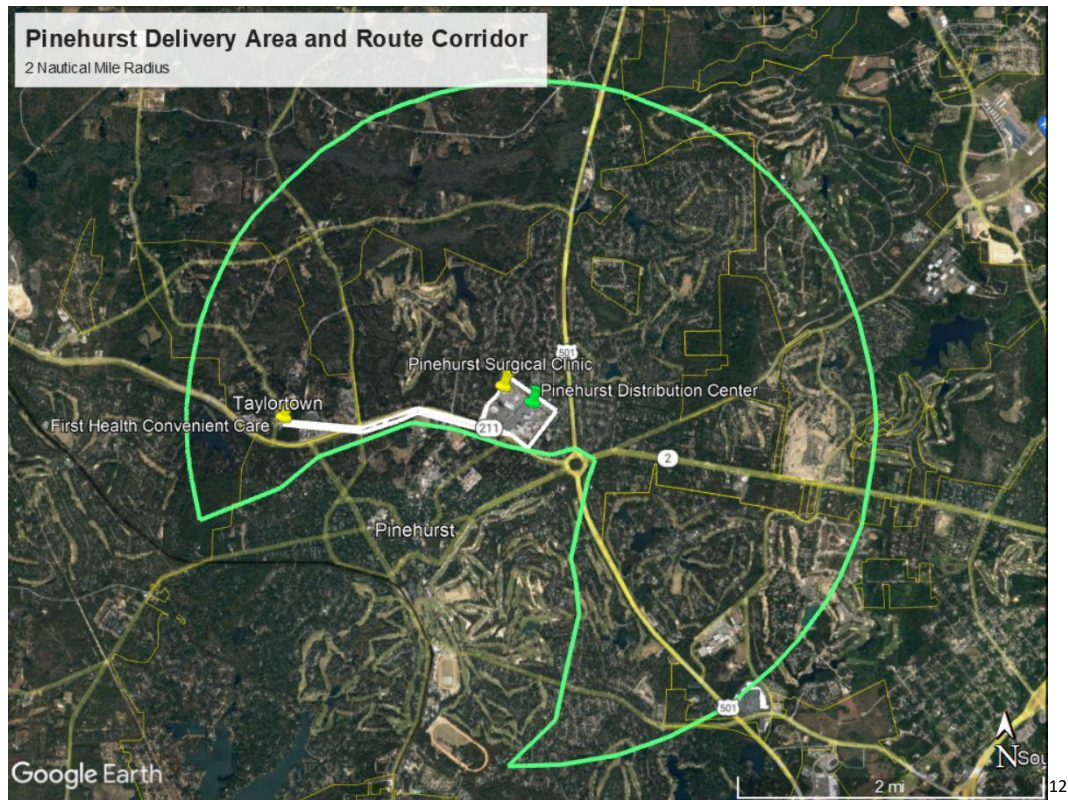 Pinehurst Delivery Area and Route Corridor
2 Nautical Mile Radius
501
Pinehurst Surgical Clinic
Pinehurst Distribution Center
Taylortown
First Health Convenient Care
211
2
Pinehurst
501
N
Sou
Google Earth
2 mi
12